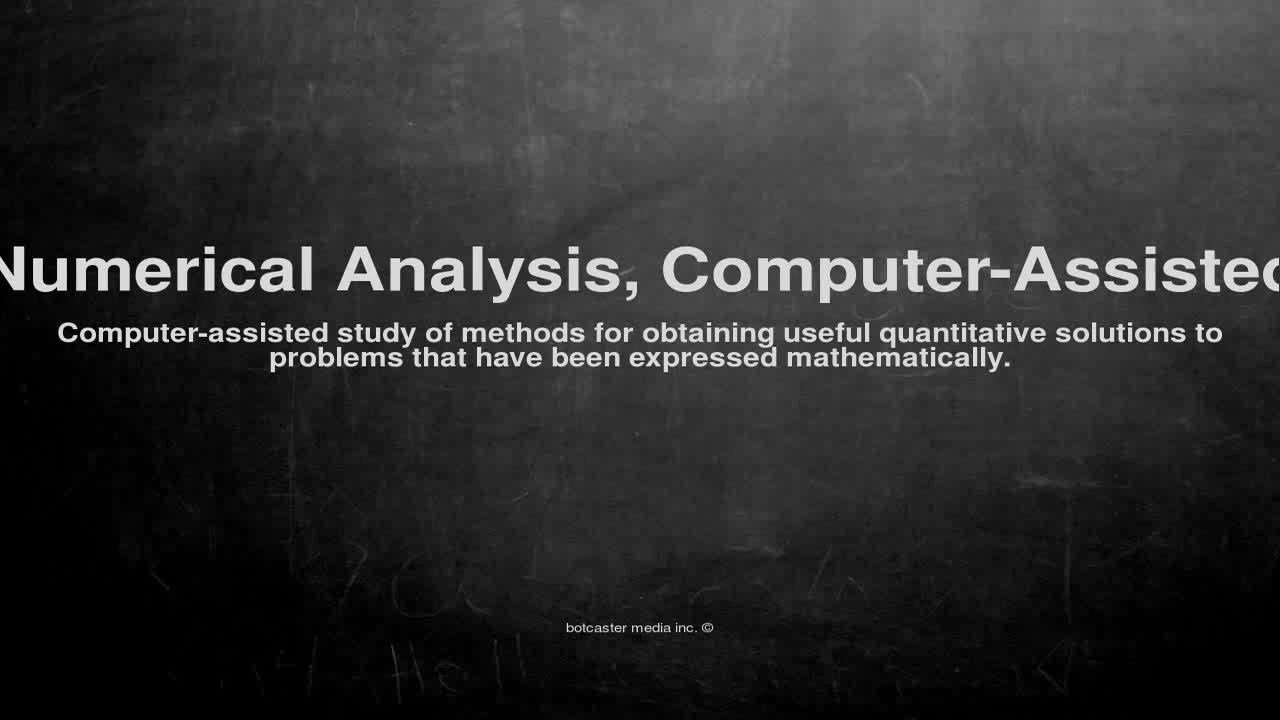 Numerical Analysis, Computer-Assisted
Computer-assisted study of methods for obtaining useful quantitative solutions to
problems that have been expressed mathematically.
botcaster media inc. ©